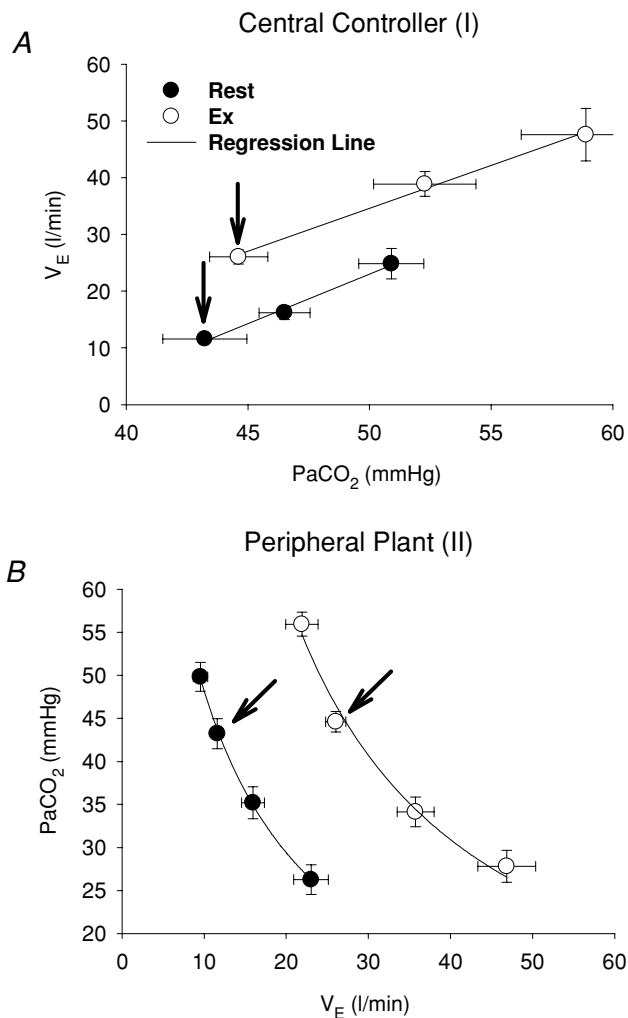 A
Central Controller (I)
60
50
40
30
20
10
0
V_E (l/min)
Rest
Ex
Regression Line
40 45 50 55 60
PaCO₂ (mmHg)
B
Peripheral Plant (II)
60
55
50
45
40
35
30
25
20
PaCO₂ (mmHg)
0 10 20 30 40 50 60
V_E (l/min)